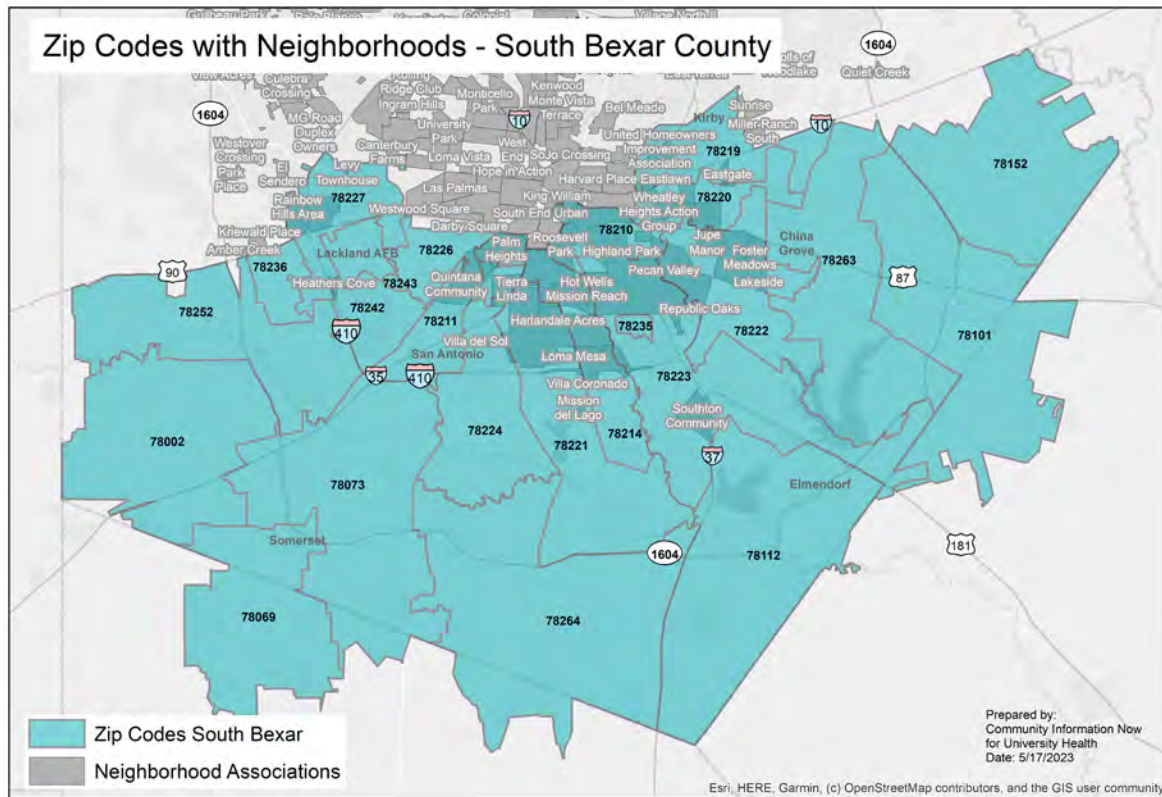 Zip Codes with Neighborhoods - South Bexar County
1604
Quiet Creek
Culebra
Crossing
Ridge Club
Ingram Hills
Monticello
Park
Kenwood
Monte Vista
Terrace
Bel Meade
Kirby
Sunrise
Miller-Ranch
South
10
10
1604
MG Road
Duplex
Owners
University
Park
West
End
SoJo Crossing
United Homeowners
Improvement
Association
78219
Westover
Crossing
Park
Place
El
Sendero
Levy
Townhouse
Canterbury
Farms
Loma Vista
Hope in Action
Harvard Place
Eastlawn
Eastgate
78152
78227
Las Palmas
King William
Wheatley
Heights Action
Group
78220
Rainbow
Hills Area
Westwood Square
South End Urban
Kriewald Place
Darby Square
78210
Amber Creek
Lackland AFB
78226
Palm
Heights
Roosevelt
Park
Highland Park
Jupe
Manor
Foster
Meadows
Lakeside
China
Grove
78263
90
78236
Heathers Cove
78243
Quintana
Community
Tierra
Linda
Hot Wells
Mission Reach
Pecan Valley
87
78252
78242
78211
Harlandale Acres
78235
Republic Oaks
78222
78101
410
San Antonio
Villa del Sol
Loma Mesa
35
410
78223
Villa Coronado
Mission
del Lago
Southton
Community
78002
78224
78221
78214
37
78073
Elmendorf
Somerset
1604
78112
181
78069
78264
Zip Codes South Bexar
Neighborhood Associations
Prepared by:
Community Information Now
for University Health
Date: 5/17/2023
Esri, HERE, Garmin, (c) OpenStreetMap contributors, and the GIS user community